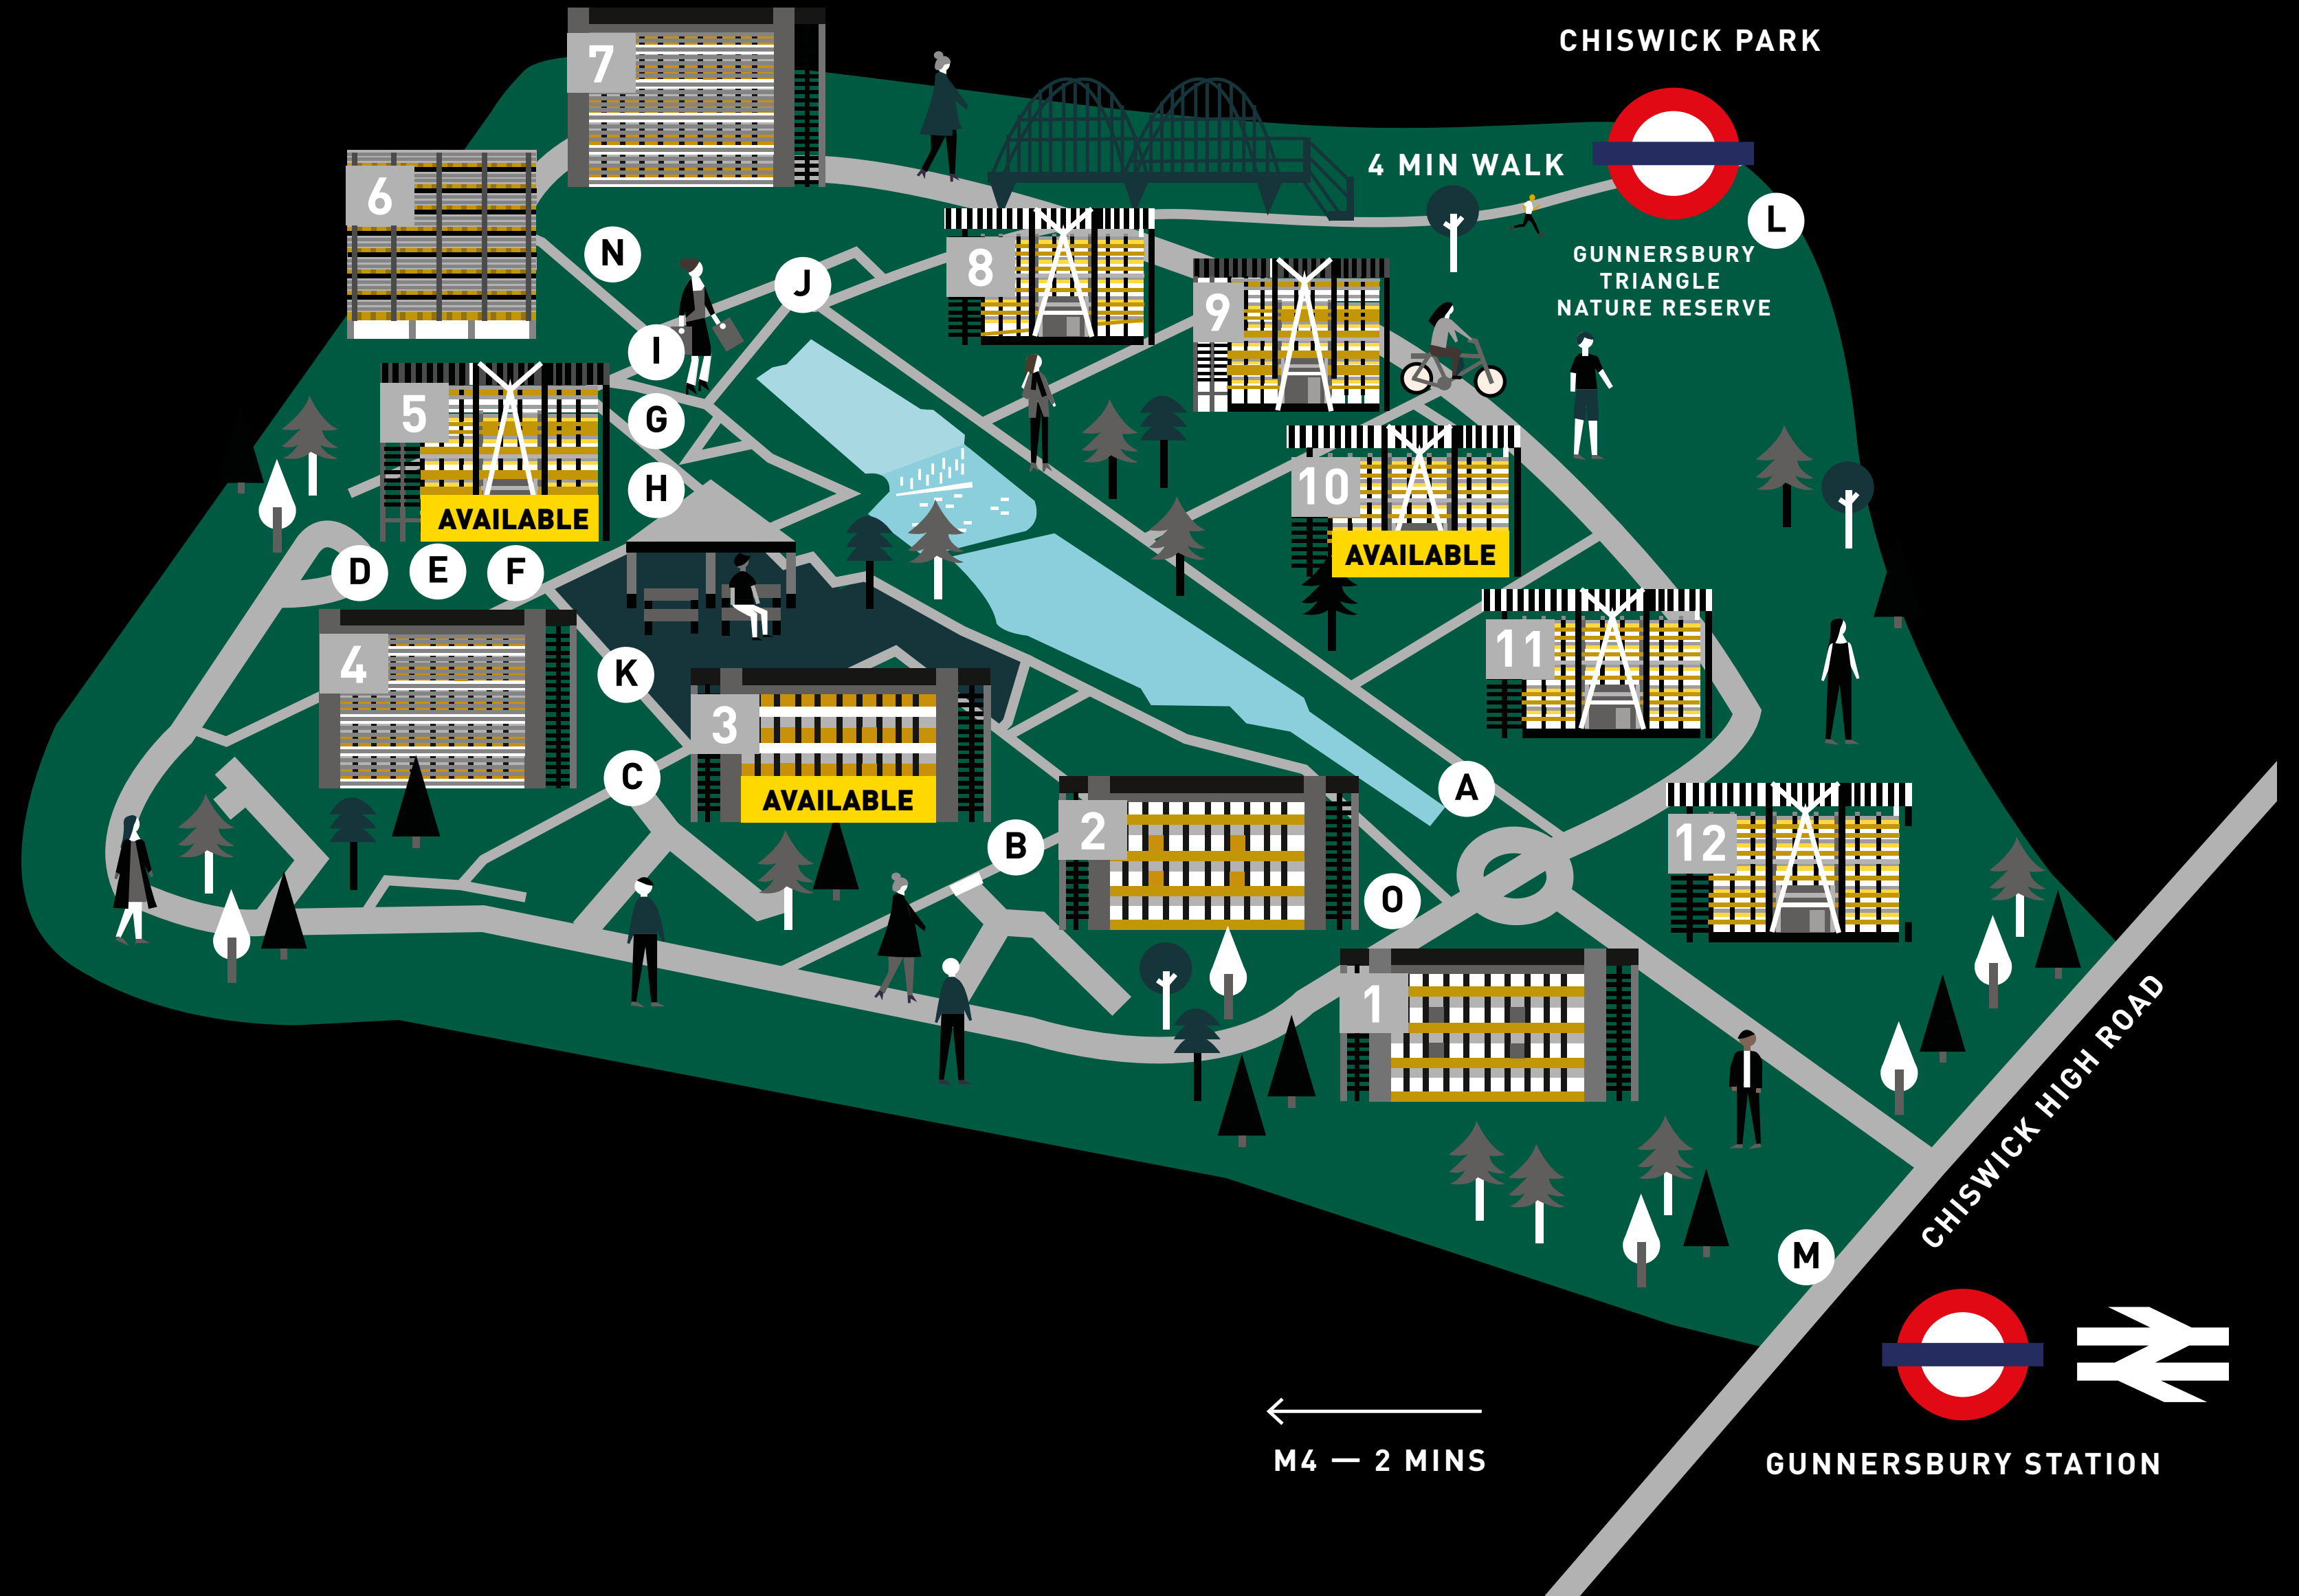 CHISWICK PARK
7
4 MIN WALK
6
L
N
GUNNERSBURY
TRIANGLE
NATURE RESERVE
J
8
9
I
5
G
H
10
AVAILABLE
AVAILABLE
D
E
F
11
4
K
3
C
A
AVAILABLE
2
B
12
O
1
CHISWICK HIGH ROAD
M
M4 — 2 MINS
GUNNERSBURY STATION